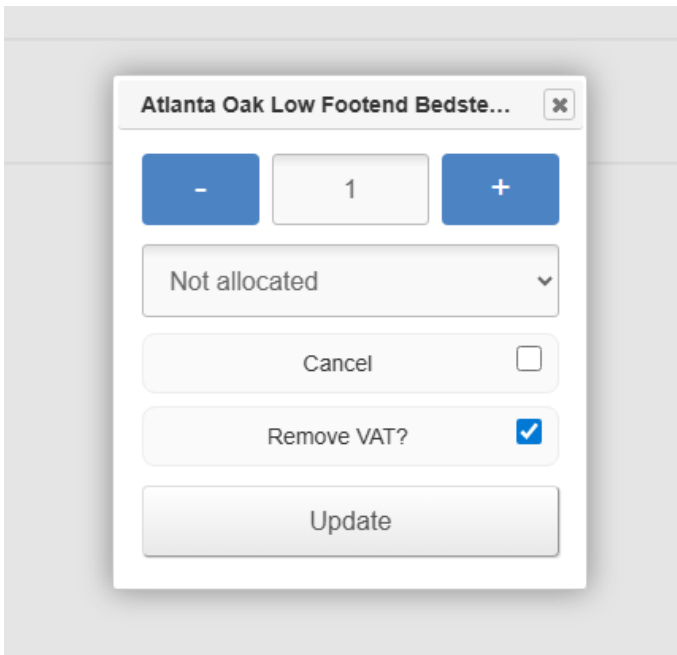 Atlanta Oak Low Footend Bedste...
- 1 +
Not allocated
Cancel
Remove VAT?
Update